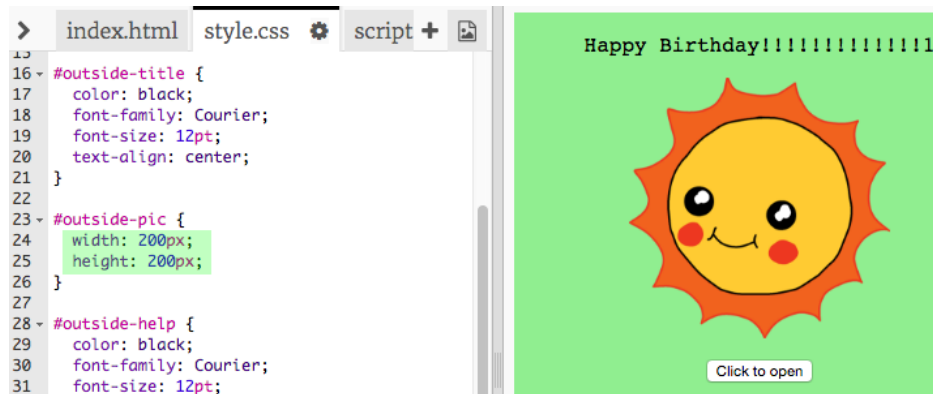 index.html style.css script +
15
16 #outside-title {
17 color: black;
18 font-family: Courier;
19 font-size: 12pt;
20 text-align: center;
21 }
22
23 #outside-pic {
24 width: 200px;
25 height: 200px;
26 }
27
28 #outside-help {
29 color: black;
30 font-family: Courier;
31 font-size: 12pt;
Happy Birthday!!!!!!!!!!!!!!1
Click to open